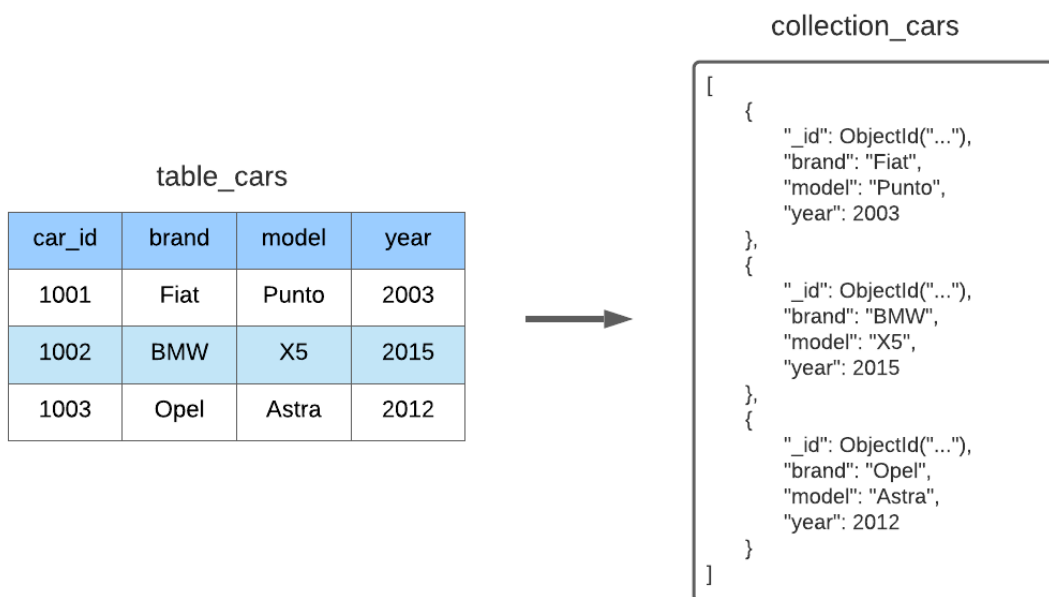 table_cars
car_id brand model year
1001 Fiat Punto 2003
1002 BMW X5 2015
1003 Opel Astra 2012
collection_cars
[
{
"_id": ObjectId("..."),
"brand": "Fiat",
"model": "Punto",
"year": 2003
},
{
"_id": ObjectId("..."),
"brand": "BMW",
"model": "X5",
"year": 2015
},
{
"_id": ObjectId("..."),
"brand": "Opel",
"model": "Astra",
"year": 2012
}
]